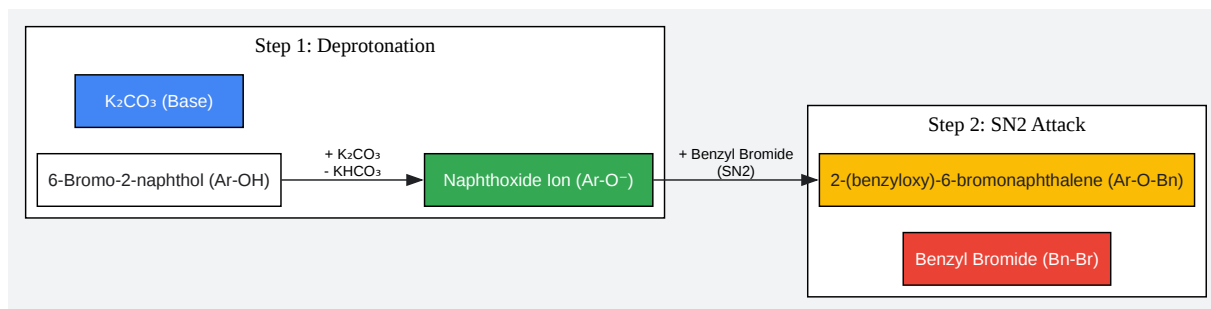 Step 1: Deprotonation
K₂CO₃ (Base)
6-Bromo-2-naphthol (Ar-OH)
+ K₂CO₃
- KHCO₃
Naphthoxide Ion (Ar-O⁻)
+ Benzyl Bromide
(SN2)
Step 2: SN2 Attack
2-(benzyloxy)-6-bromonaphthalene (Ar-O-Bn)
Benzyl Bromide (Bn-Br)